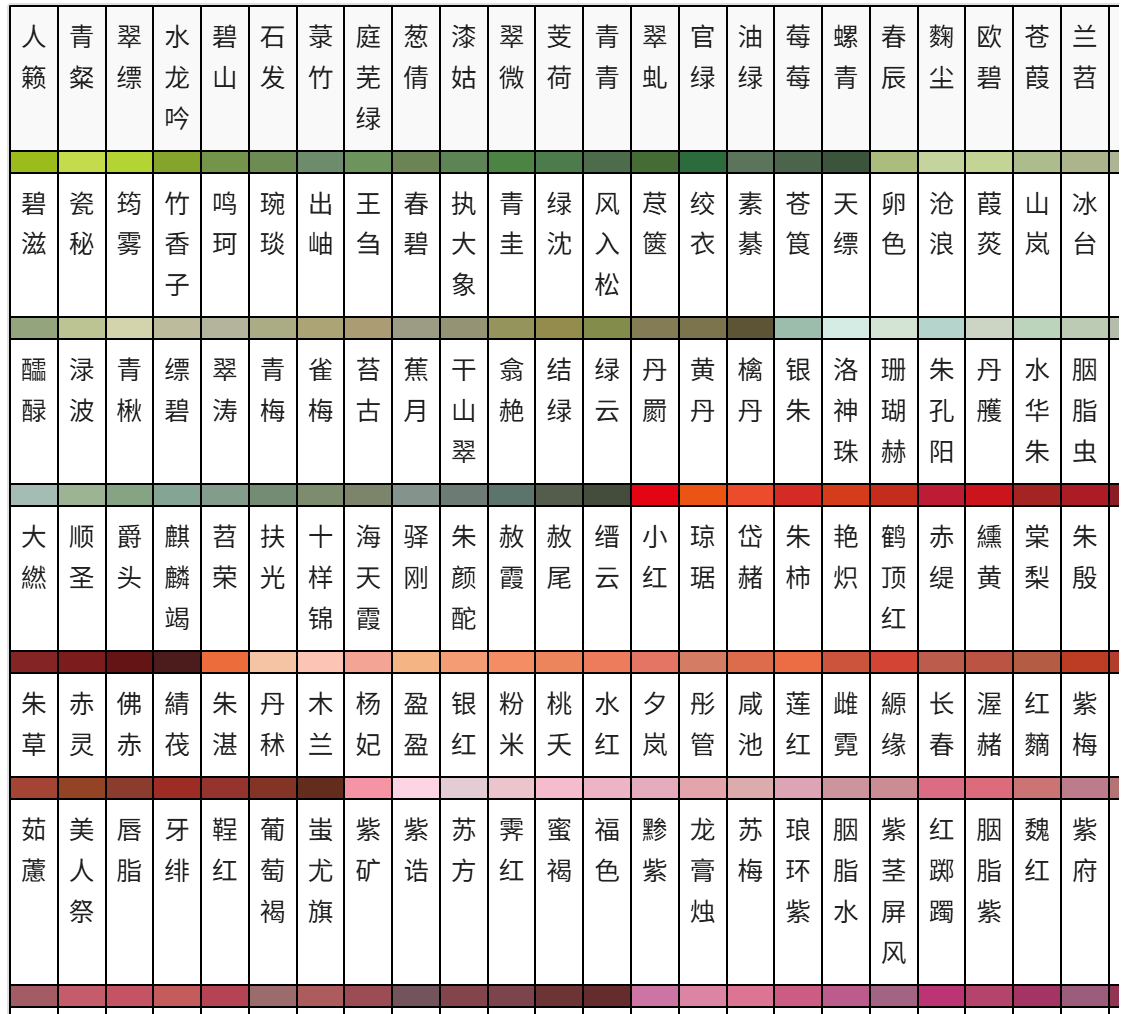 人籁 青粲 翠缥 水龙吟 碧山 石发 菉竹 庭芜绿 葱倩 漆姑 翠微 芰荷 青青 翠虬 官绿 油绿 莓莓 螺青 春辰 麴尘 欧碧 苍葭 兰苕
碧滋 瓷秘 筠雾 竹香子 鸣珂 琬琰 出岫 王刍 春碧 执大象 青圭 绿沈 风入松 荩箧 绞衣 素綦 苍筤 天缥 卵色 沧浪 葭菼 山岚 冰台
醽醁 渌波 青楸 缥碧 翠涛 青梅 雀梅 苔古 蕉月 千山翠 翕赩 结绿 绿云 丹罽 黄丹 檎丹 银朱 洛神珠 珊瑚赫 朱孔阳 丹雘 水华朱 胭脂虫
大繎 顺圣 爵头 麒麟竭 苕荣 扶光 十样锦 海天霞 驿刚 朱颜酡 赦霞 赦尾 缙云 小红 琼琚 岱赭 朱柿 艳炽 鹤顶红 赤缇 纁黄 棠梨 朱殷
朱草 赤灵 佛赤 綪茷 朱湛 丹秫 木兰 杨妃 盈盈 银红 粉米 桃夭 水红 夕岚 彤管 咸池 莲红 雌霓 縓缘 长春 渥赭 红䵂 紫梅
茹藘 美人祭 唇脂 牙绯 鞓红 葡萄褐 蚩尤旗 紫矿 紫诰 苏方 霁红 蜜褐 福色 黪紫 龙膏烛 苏梅 琅环紫 胭脂水 紫茎屏风 红踯躅 胭脂紫 魏红 紫府